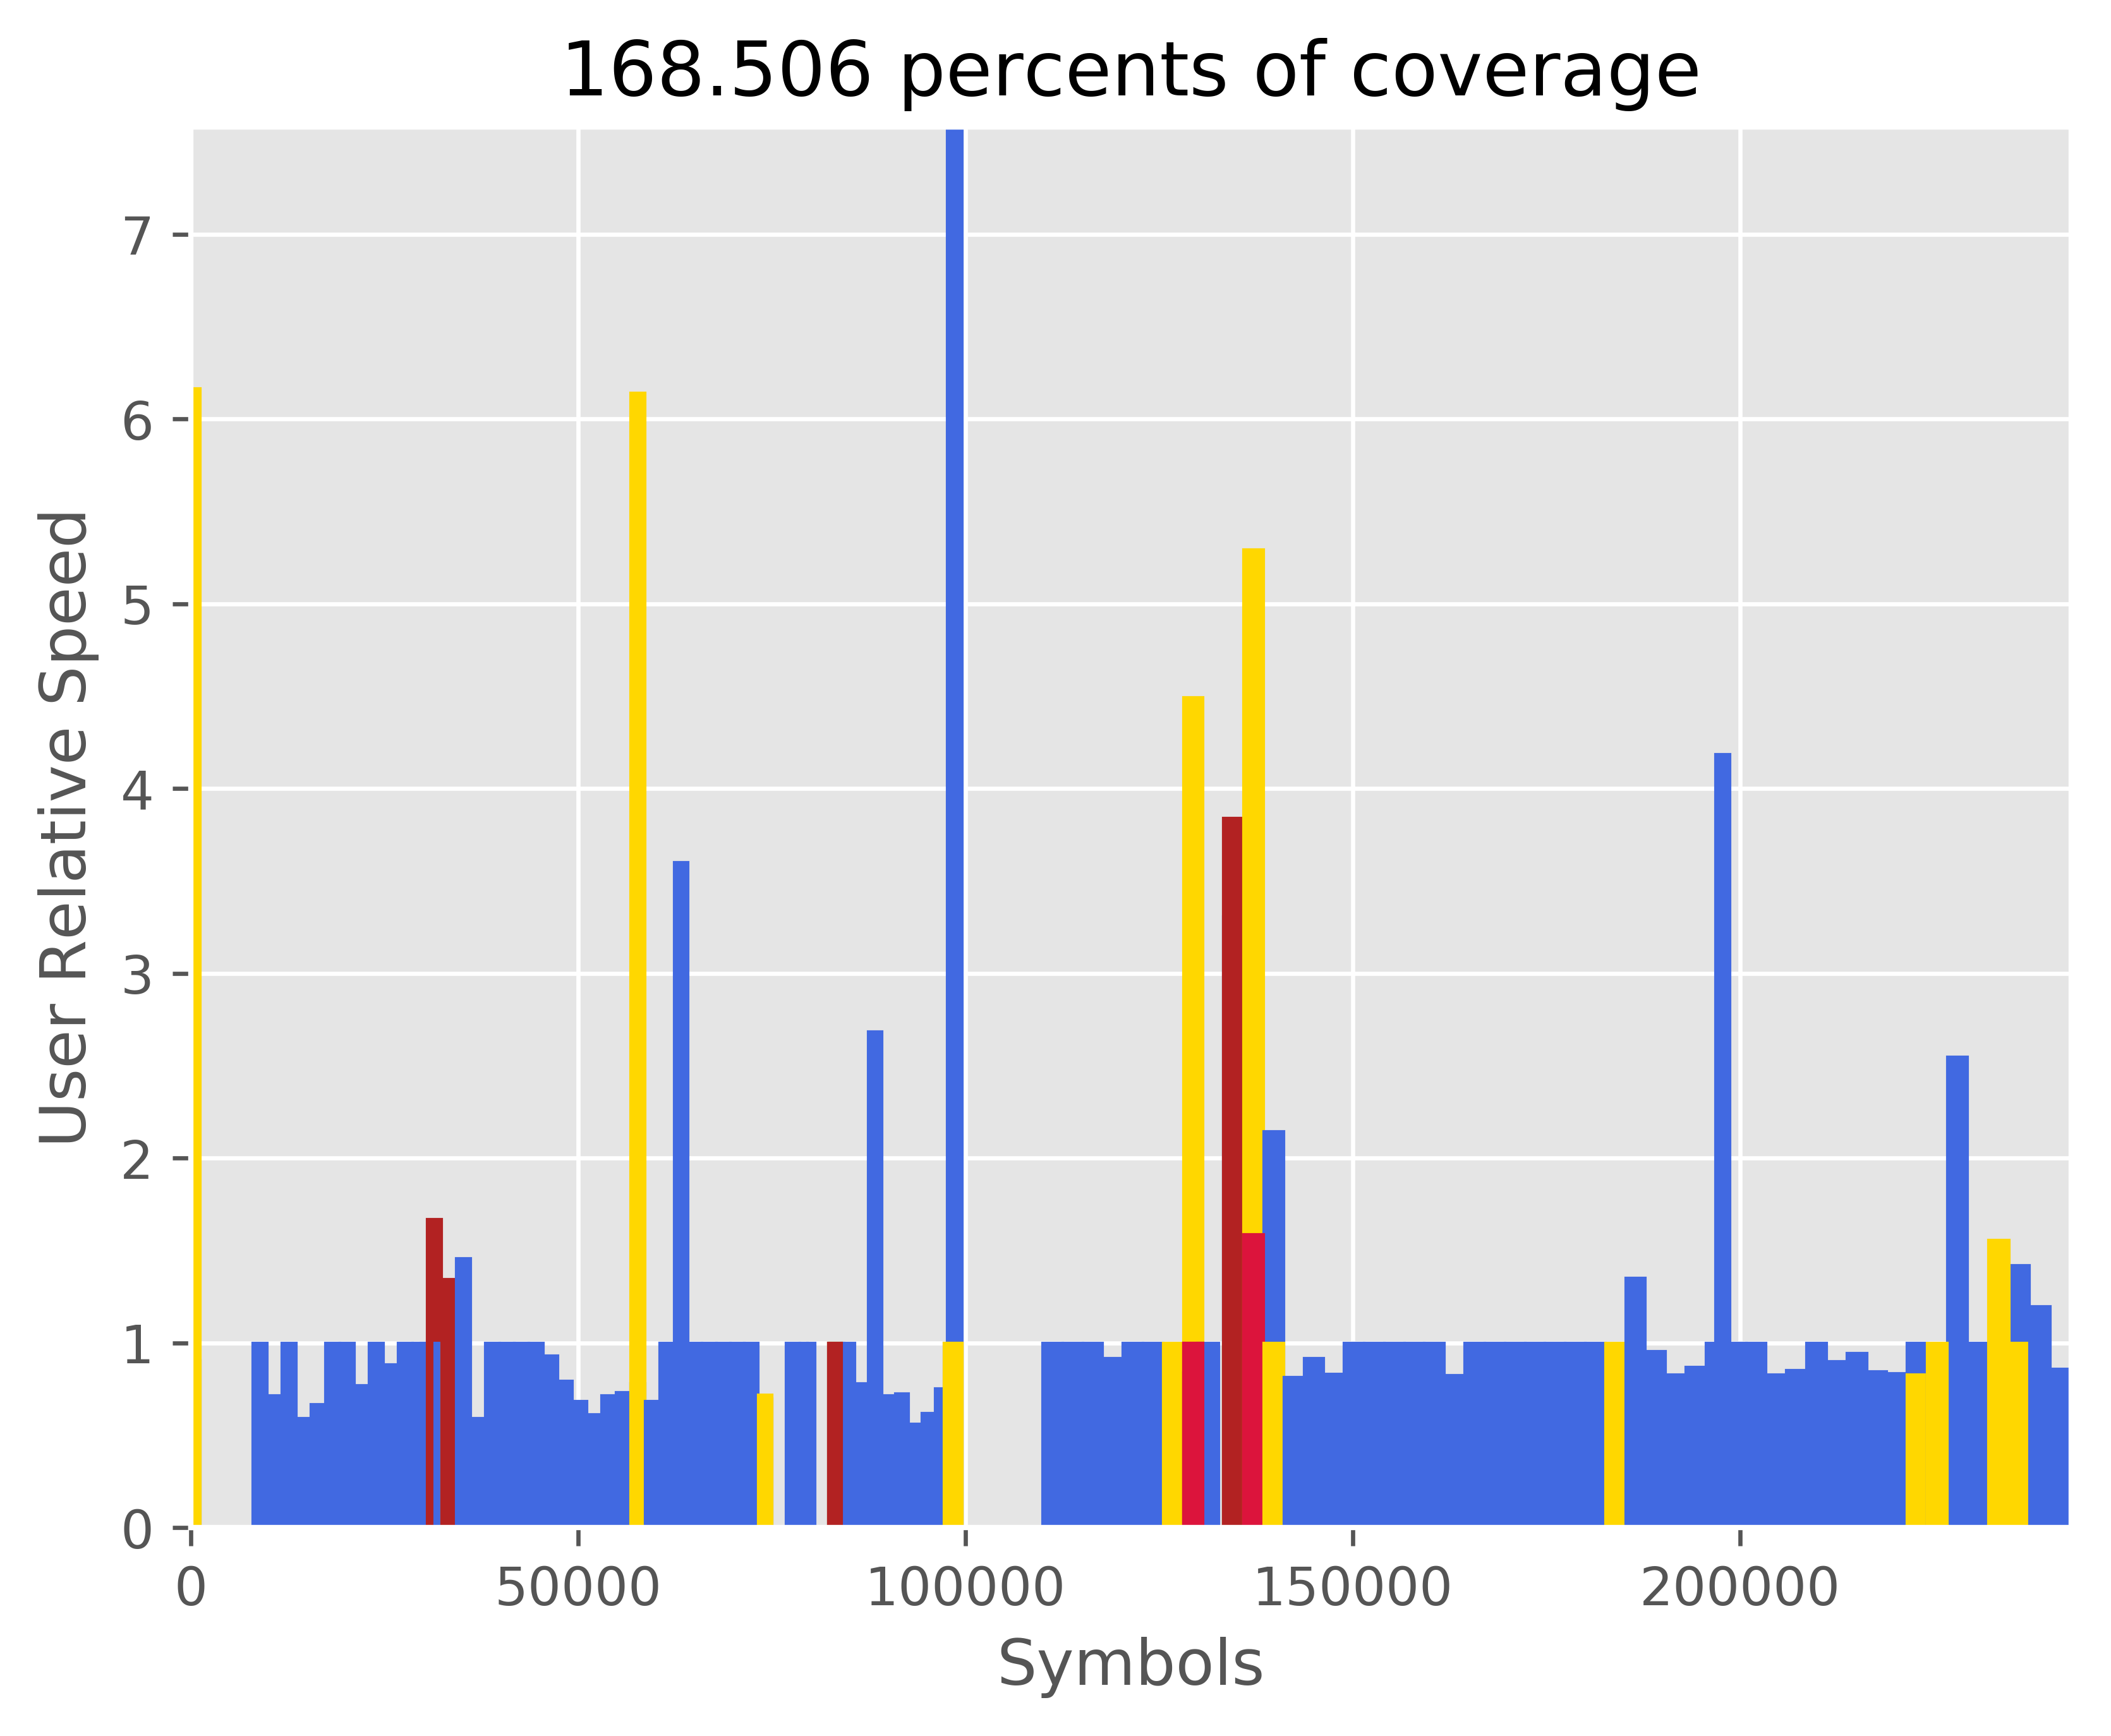 168.506 percents of coverage
User Relative Speed
7
6
5
4
3
2
1
0
0 50000 100000 150000 200000
Symbols